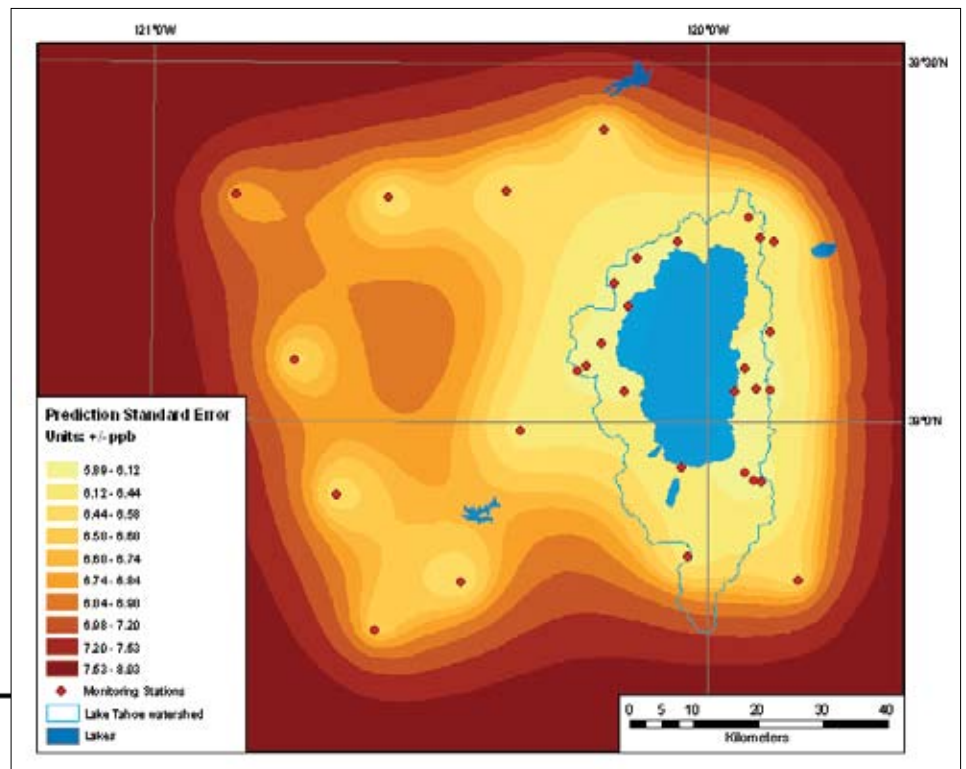 121°0'W 120°0'W
39°30'N
39°0'N
Prediction Standard Error
Units: +/- ppb
5.89 - 6.12
6.12 - 6.44
6.44 - 6.58
6.58 - 6.68
6.68 - 6.74
6.74 - 6.84
6.84 - 6.98
6.98 - 7.20
7.20 - 7.53
7.53 - 8.03
Monitoring Stations
Lake Tahoe watershed
Lakes
0 5 10 20 30 40
Kilometers